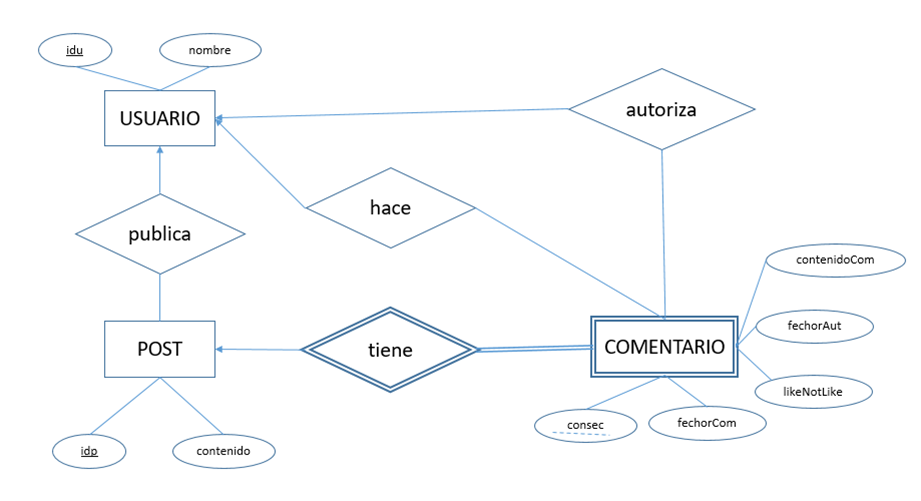 idu
nombre
USUARIO
autoriza
hace
publica
contenidoCom
fechorAut
POST
tiene
COMENTARIO
likeNotLike
consec
fechorCom
idp
contenido